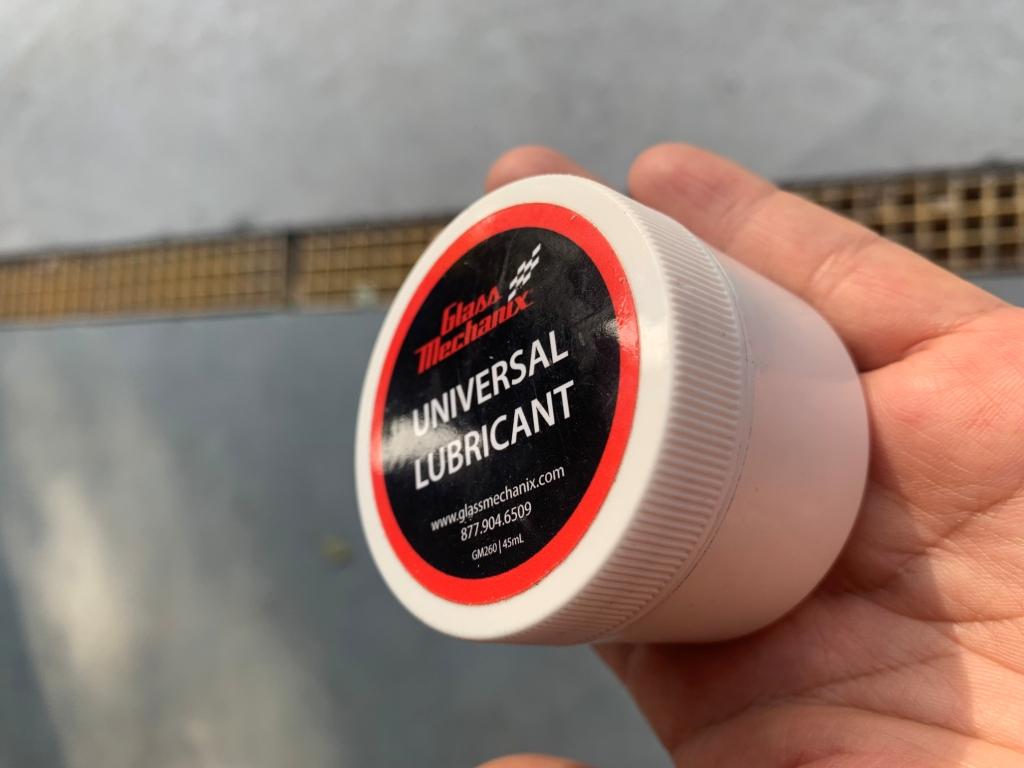 Glass
Mechanix
UNIVERSAL
LUBRICANT
www.glassmechanix.com
877.904.6509
GM260 | 45mL